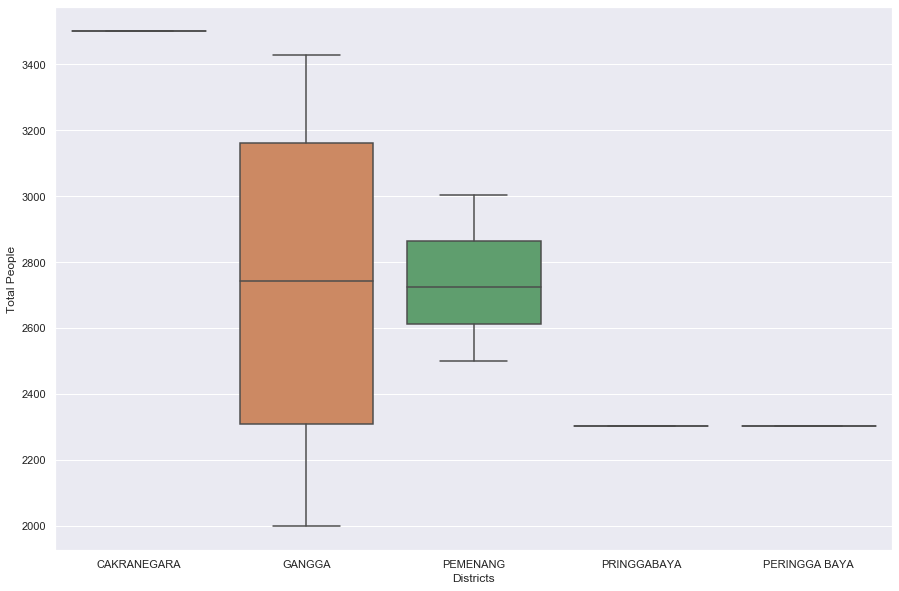 3400
3200
3000
2800
2600
2400
2200
2000
Total People
CAKRANEGARA GANGGA PEMENANG PRINGGABAYA PERINGGA BAYA
Districts